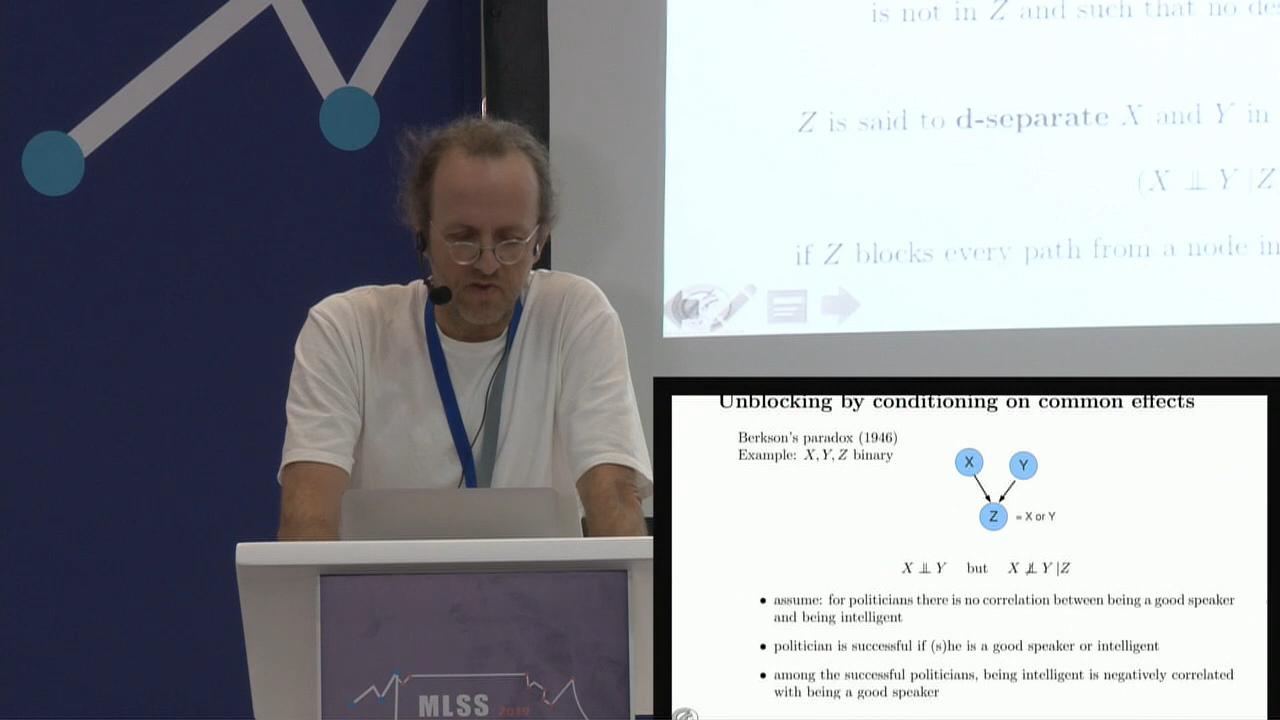 is not in Z and such that no
Z is said to d-separate X and Y in
(X ⫫ Y | Z
if Z blocks every path from a node in
Unblocking by conditioning on common effects
Berkson's paradox (1946)
Example: X, Y, Z binary
X
Y
Z
= X or Y
X ⫫ Y but X ⫫̸ Y |Z
• assume: for politicians there is no correlation between being a good speaker
and being intelligent
• politician is successful if (s)he is a good speaker or intelligent
• among the successful politicians, being intelligent is negatively correlated
with being a good speaker
MLSS 2019